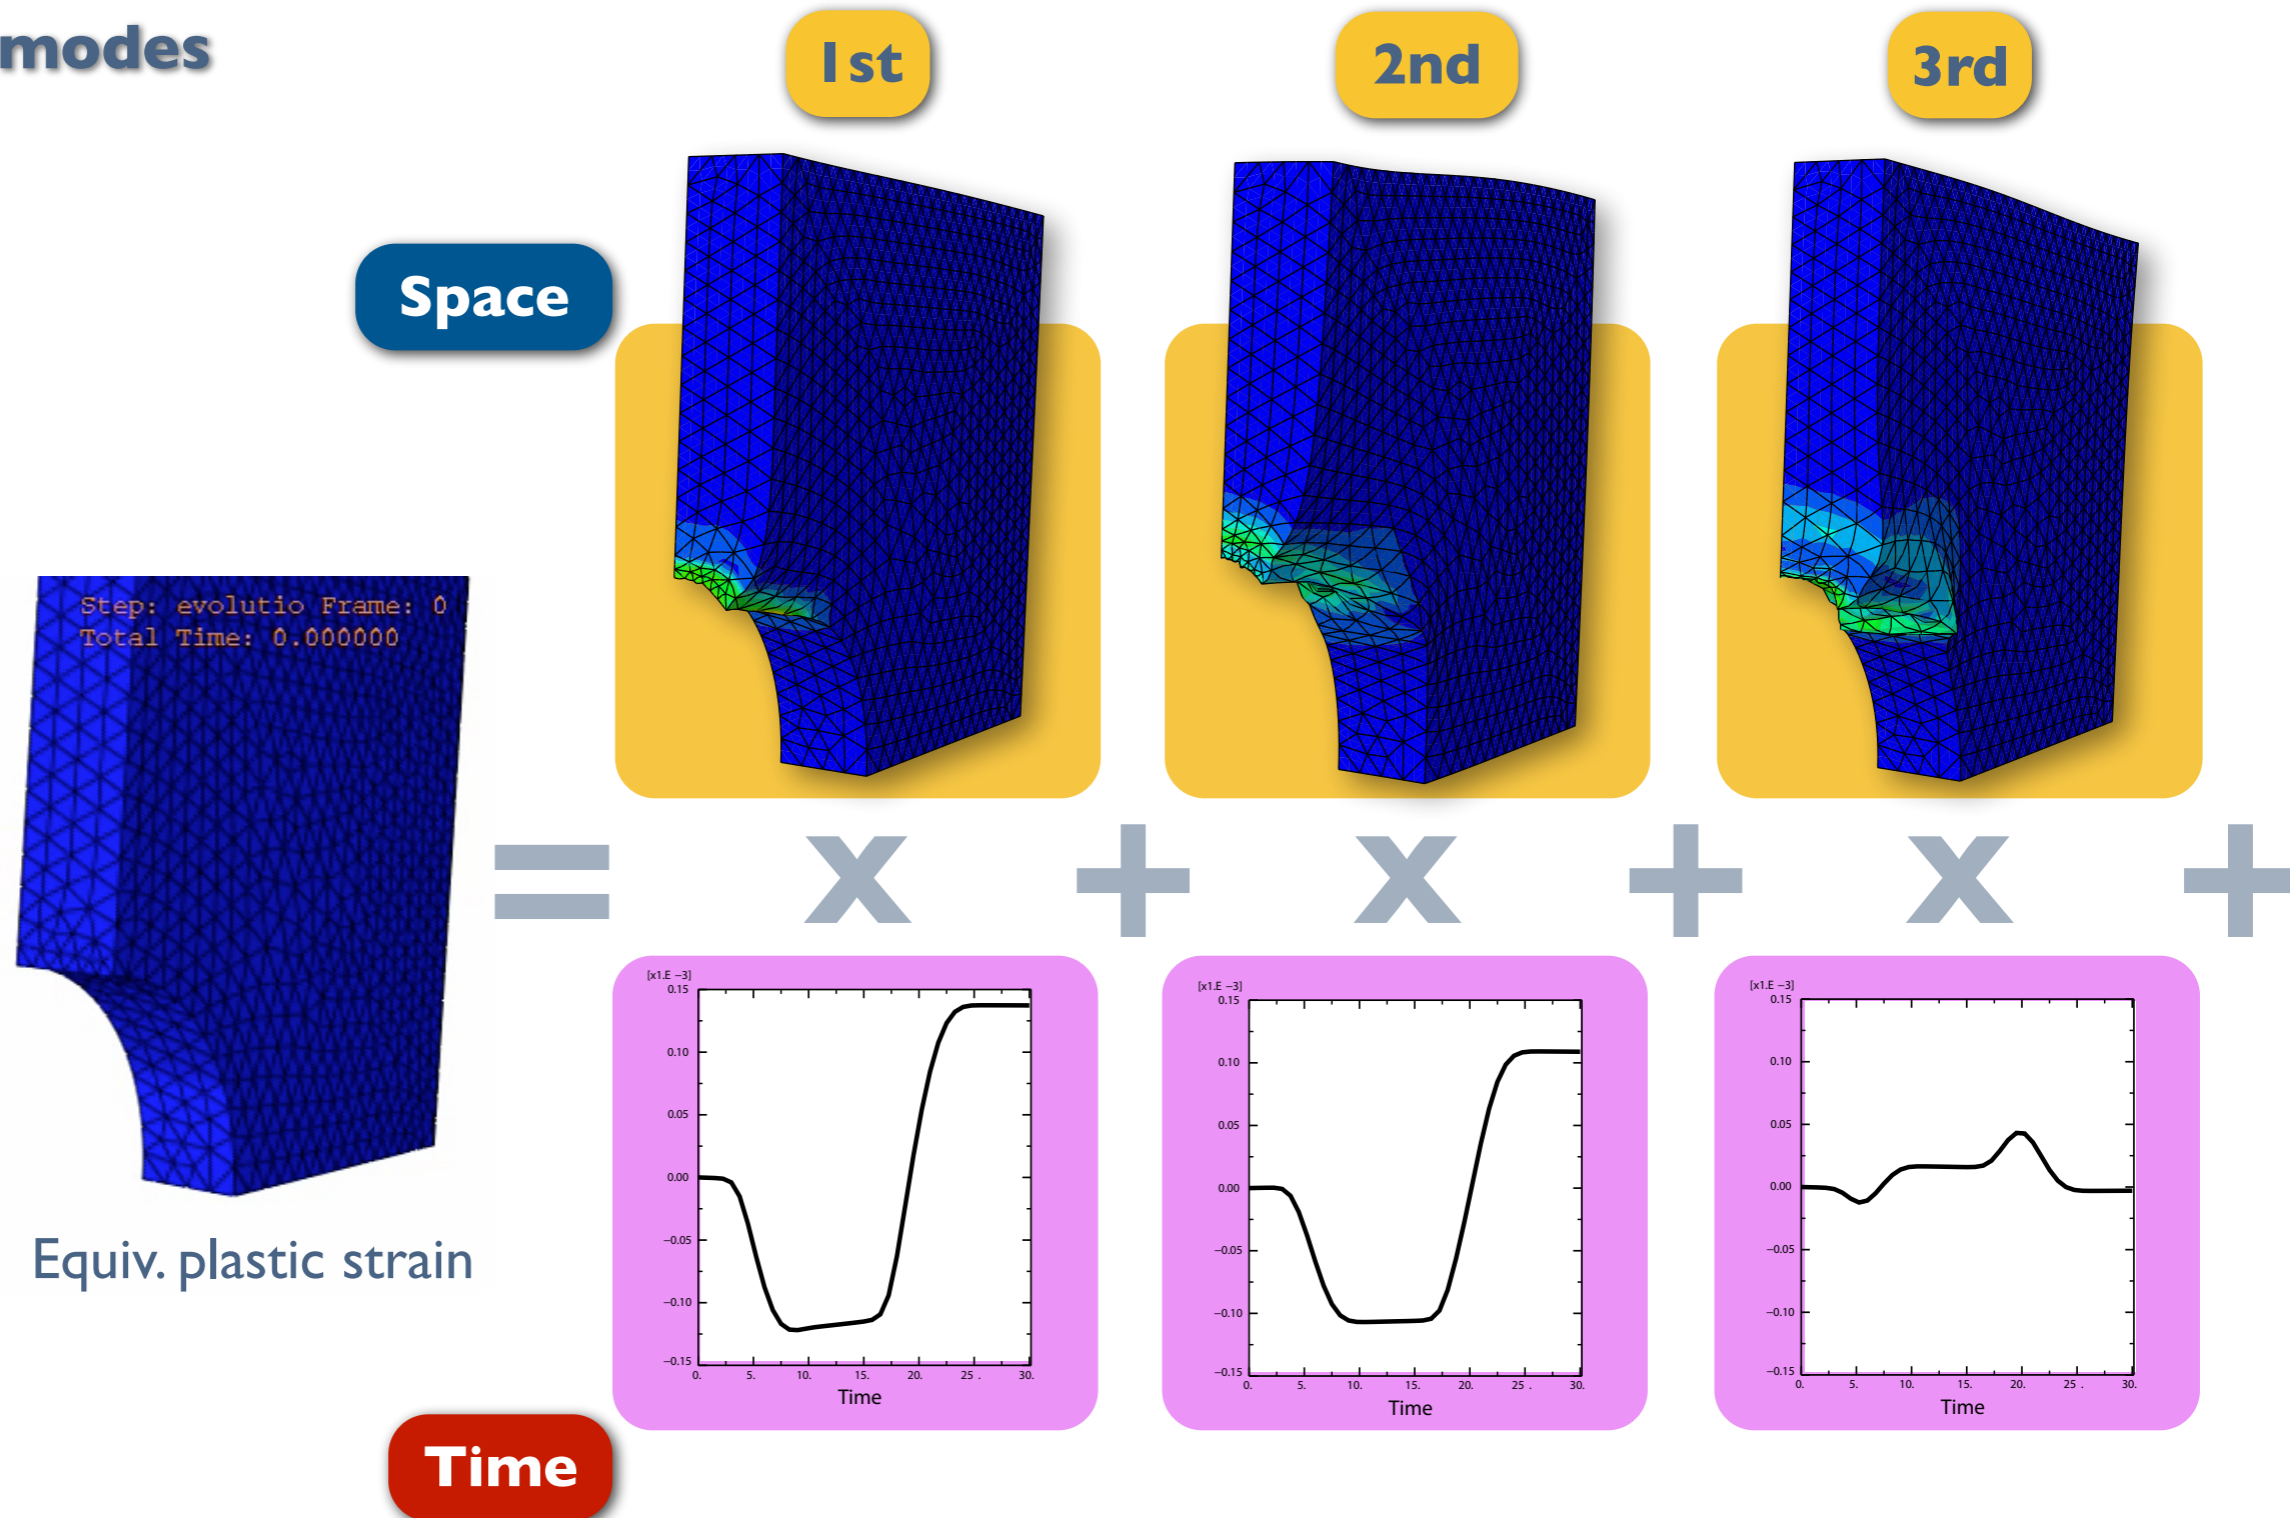 modes
1st
2nd
3rd
Space
Step: evolutio Frame: 0
Total Time: 0.000000
=
x
+
x
+
x
+
Equiv. plastic strain
[x1.E −3]
0.15
0.10
0.05
0.00
−0.05
−0.10
−0.15
0. 5. 10. 15. 20. 25 . 30.
Time
[x1.E −3]
0.15
0.10
0.05
0.00
−0.05
−0.10
−0.15
0. 5. 10. 15. 20. 25 . 30.
Time
[x1.E −3]
0.15
0.10
0.05
0.00
−0.05
−0.10
−0.15
0. 5. 10. 15. 20. 25 . 30.
Time
Time